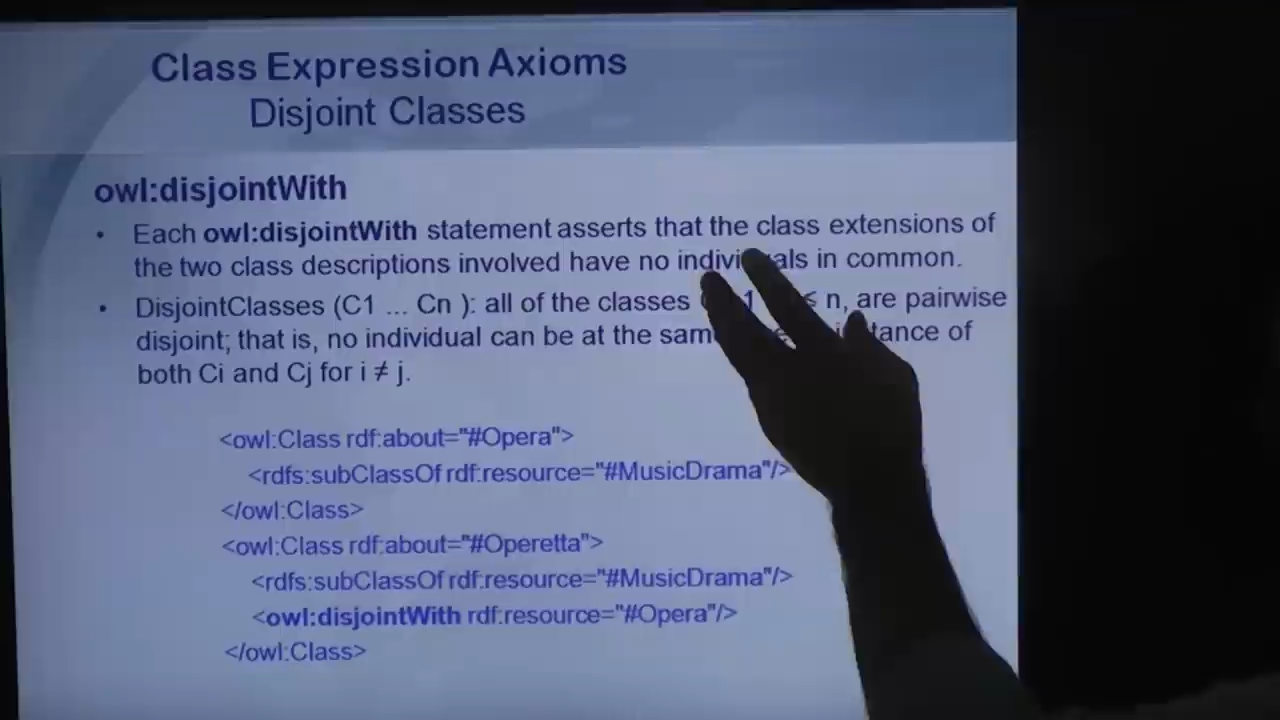 Class Expression Axioms
Disjoint Classes
owl:disjointWith
• Each owl:disjointWith statement asserts that the class extensions of
the two class descriptions involved have no in common.
• DisjointClasses (C1 ... Cn ): all of the classes 1 ≤ n, are pairwise
disjoint; that is, no individual can be at the of
both Ci and Cj for i ≠ j.
<owl:Class rdf:about="#Opera">
<rdfs:subClassOf rdf:resource="#MusicDrama"/>
</owl:Class>
<owl:Class rdf:about="#Operetta">
<rdfs:subClassOf rdf:resource="#MusicDrama"/>
<owl:disjointWith rdf:resource="#Opera"/>
</owl:Class>